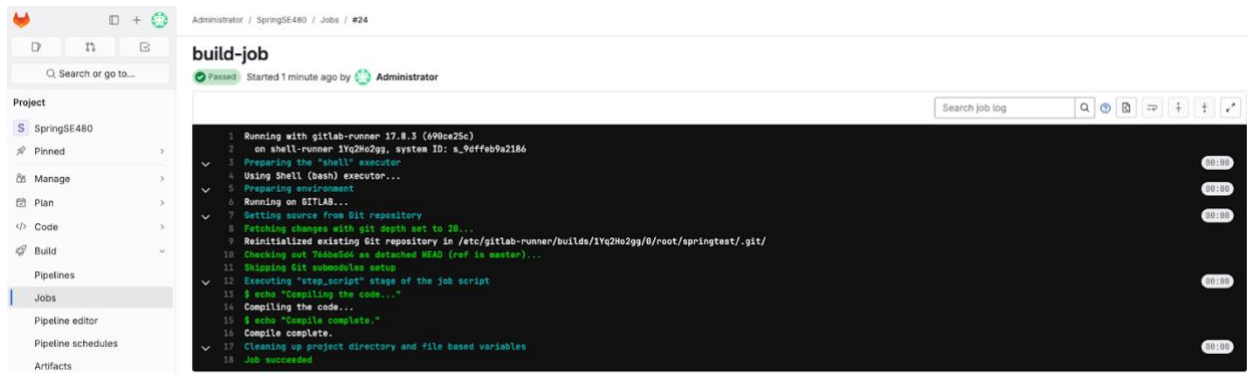 Administrator / SpringSE480 / Jobs / #24
Search or go to...
Project
S SpringSE480
Pinned
Manage
Plan
Code
Build
Pipelines
Jobs
Pipeline editor
Pipeline schedules
Artifacts
build-job
Passed Started 1 minute ago by Administrator
Search job log
1 Running with gitlab-runner 17.8.3 (690ce25c)
2 on shell-runner 1Yq2Ho2gg, system ID: s_9dffeb9a2186
3 Preparing the "shell" executor 00:00
4 Using Shell (bash) executor...
5 Preparing environment 00:00
6 Running on GITLAB...
7 Getting source from Git repository 00:00
8 Fetching changes with git depth set to 20...
9 Reinitialized existing Git repository in /etc/gitlab-runner/builds/1Yq2Ho2gg/0/root/springtest/.git/
10 Checking out 766be5d4 as detached HEAD (ref is master)...
11 Skipping Git submodules setup
12 Executing "step_script" stage of the job script 00:00
13 $ echo "Compiling the code..."
14 Compiling the code...
15 $ echo "Compile complete."
16 Compile complete.
17 Cleaning up project directory and file based variables 00:00
18 Job succeeded